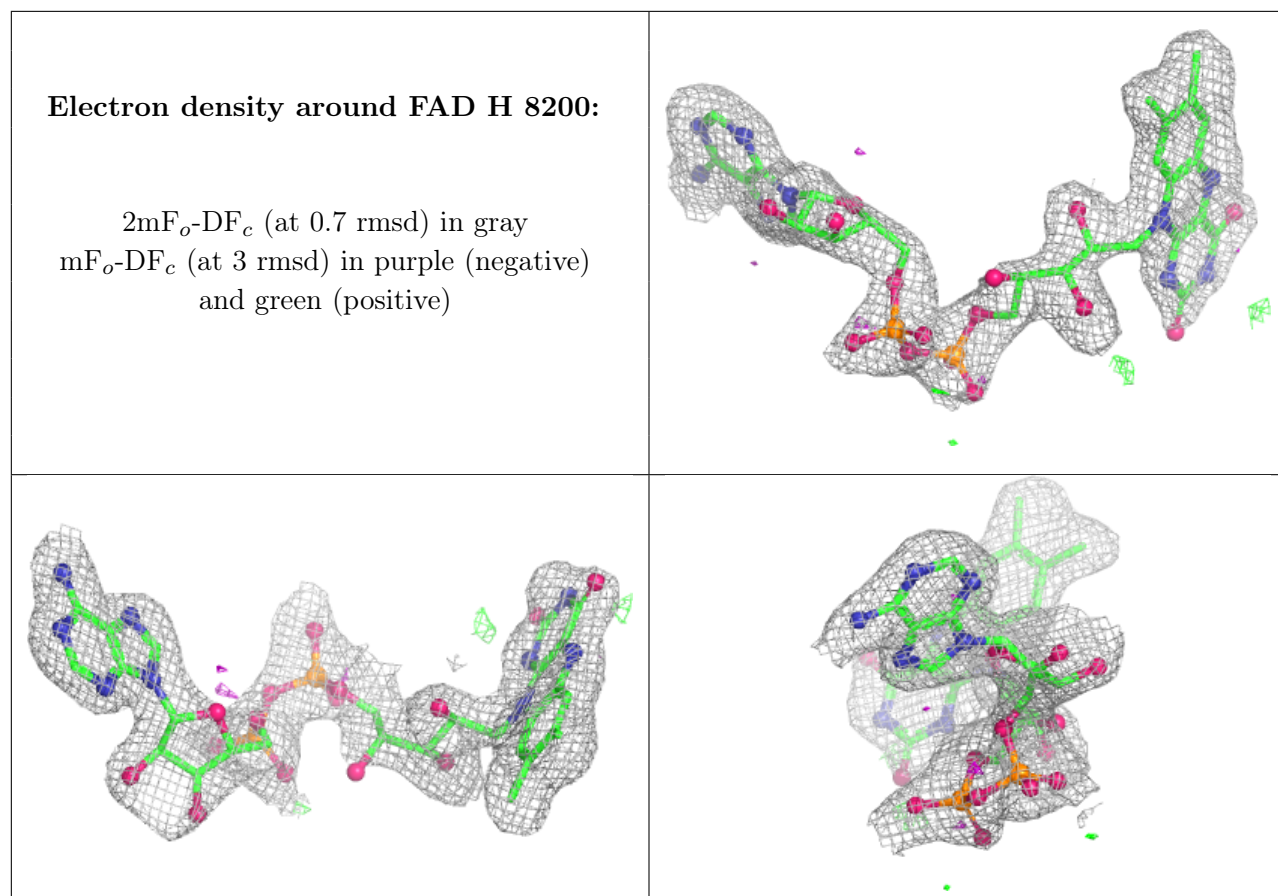 Electron density around FAD H 8200:
2mFo-DFc (at 0.7 rmsd) in gray
mFo-DFc (at 3 rmsd) in purple (negative)
and green (positive)